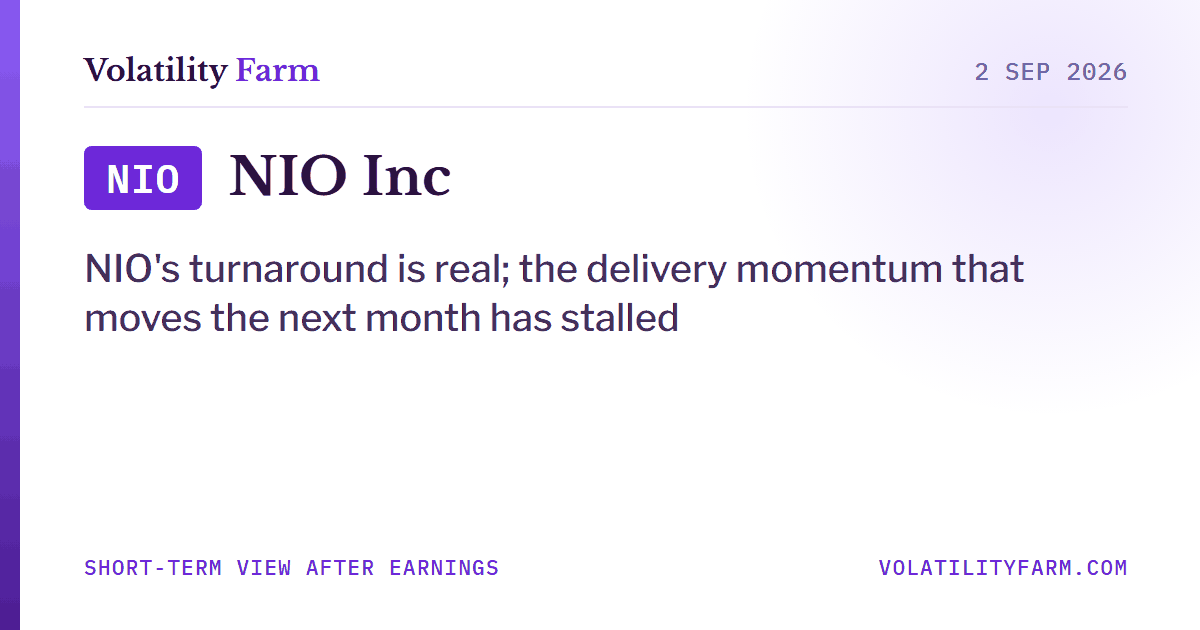 Volatility Farm
2 SEP 2026
NIO
NIO Inc
NIO's turnaround is real; the delivery momentum that
moves the next month has stalled
SHORT-TERM VIEW AFTER EARNINGS
VOLATILITYFARM.COM